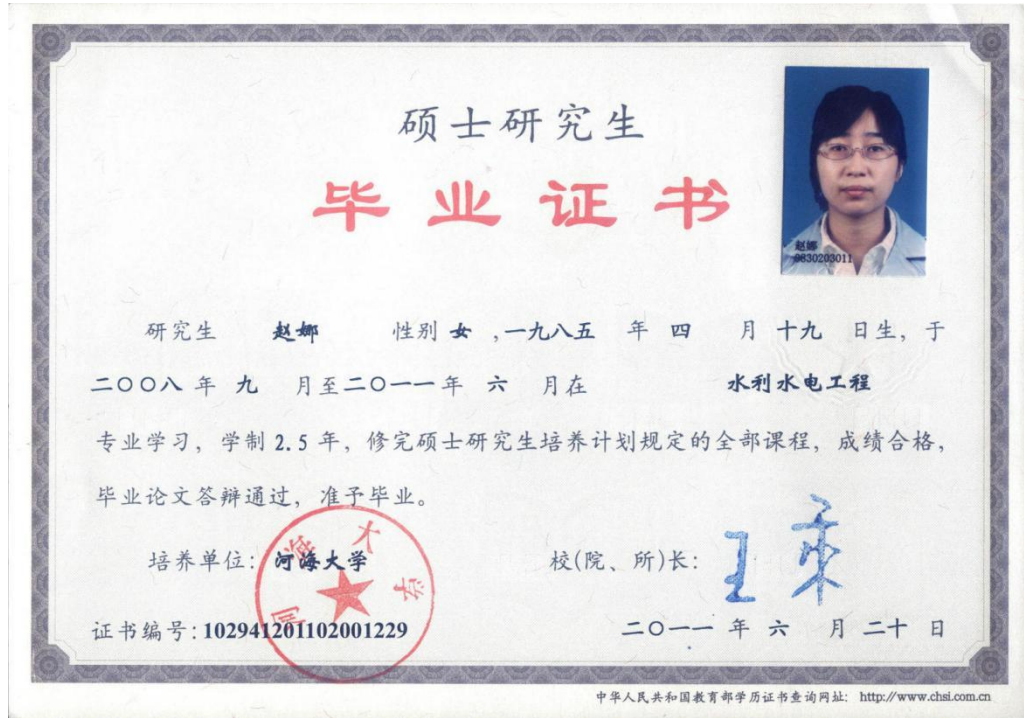 硕士研究生
毕业证书
赵娜
0830203011
研究生 赵娜 性别 女 ,一九八五 年 四 月 十九 日生, 于
二〇〇八 年 九 月至二〇一一年 六 月在 水利水电工程
专业学习, 学制 2.5 年, 修完硕士研究生培养计划规定的全部课程, 成绩合格,
毕业论文答辩通过, 准予毕业。
培养单位: 河海大学 校(院、所)长: 王乘
河海大学
证书编号: 102941201102001229 二〇一一 年 六 月 二十 日
中华人民共和国教育部学历证书查询网址: http://www.chsi.com.cn